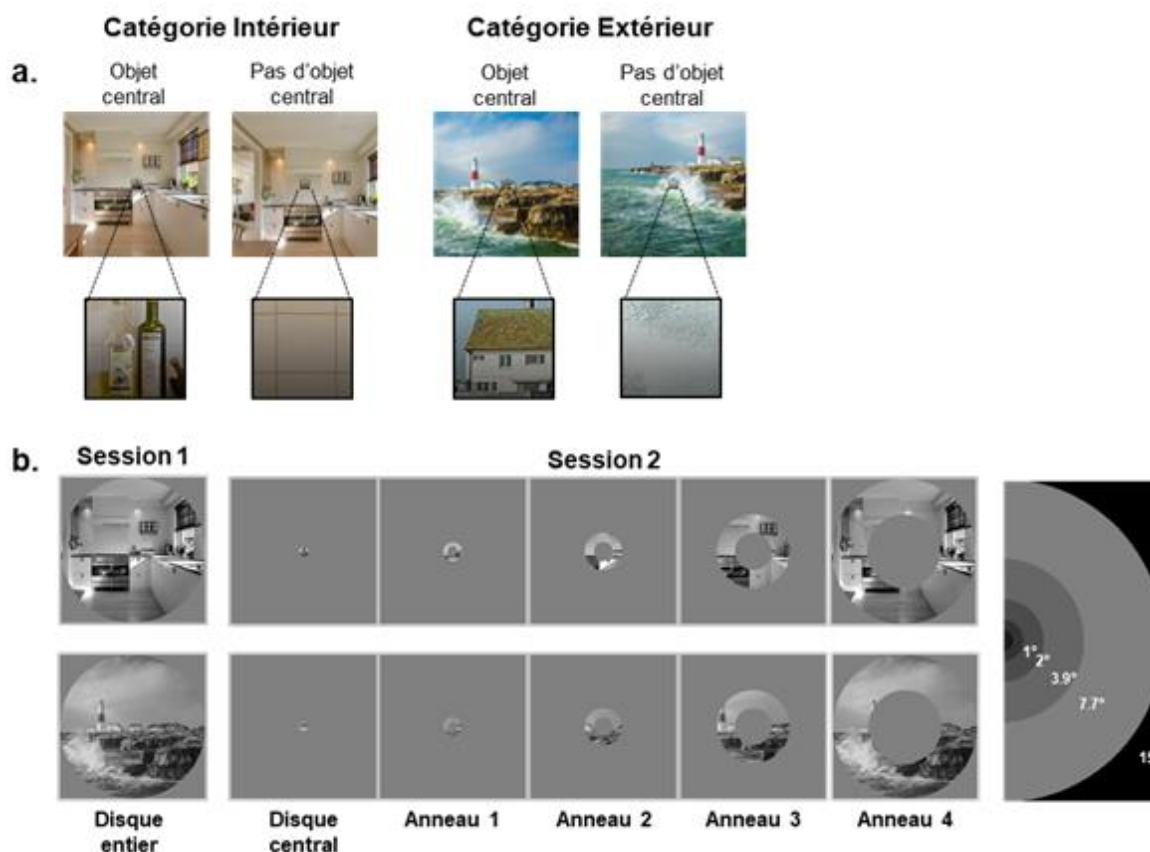 Catégorie Intérieur
Catégorie Extérieur
a.
Objet
central
Pas d'objet
central
Objet
central
Pas d'objet
central
b.
Session 1
Session 2
1°
2°
3.9°
7.7°
15
Disque
entier
Disque
central
Anneau 1
Anneau 2
Anneau 3
Anneau 4